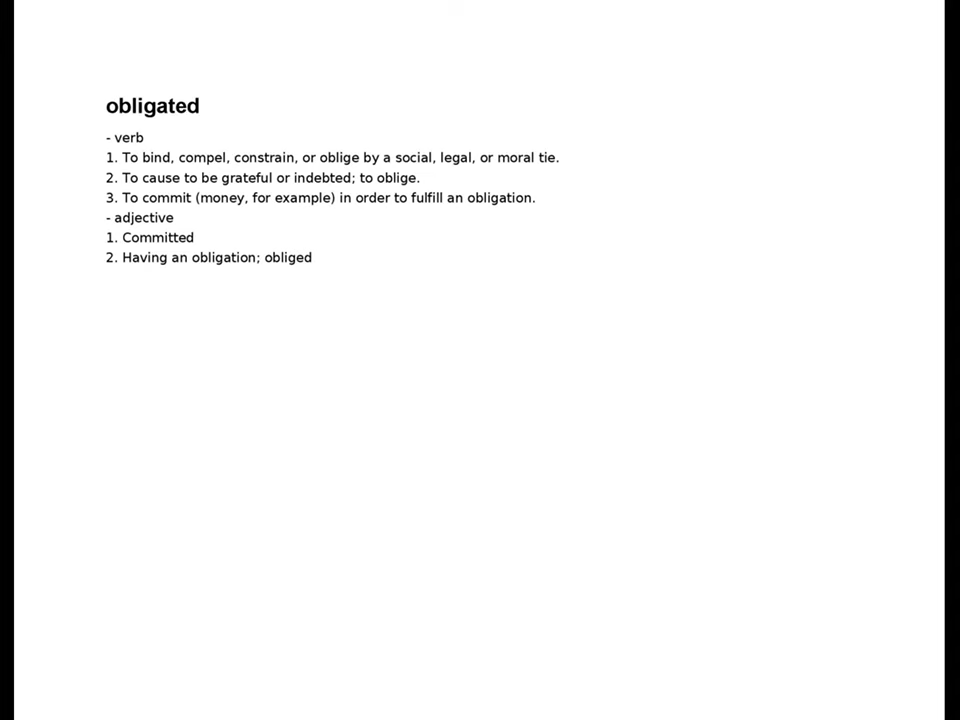 obligated
- verb
1. To bind, compel, constrain, or oblige by a social, legal, or moral tie.
2. To cause to be grateful or indebted; to oblige.
3. To commit (money, for example) in order to fulfill an obligation.
- adjective
1. Committed
2. Having an obligation; obliged